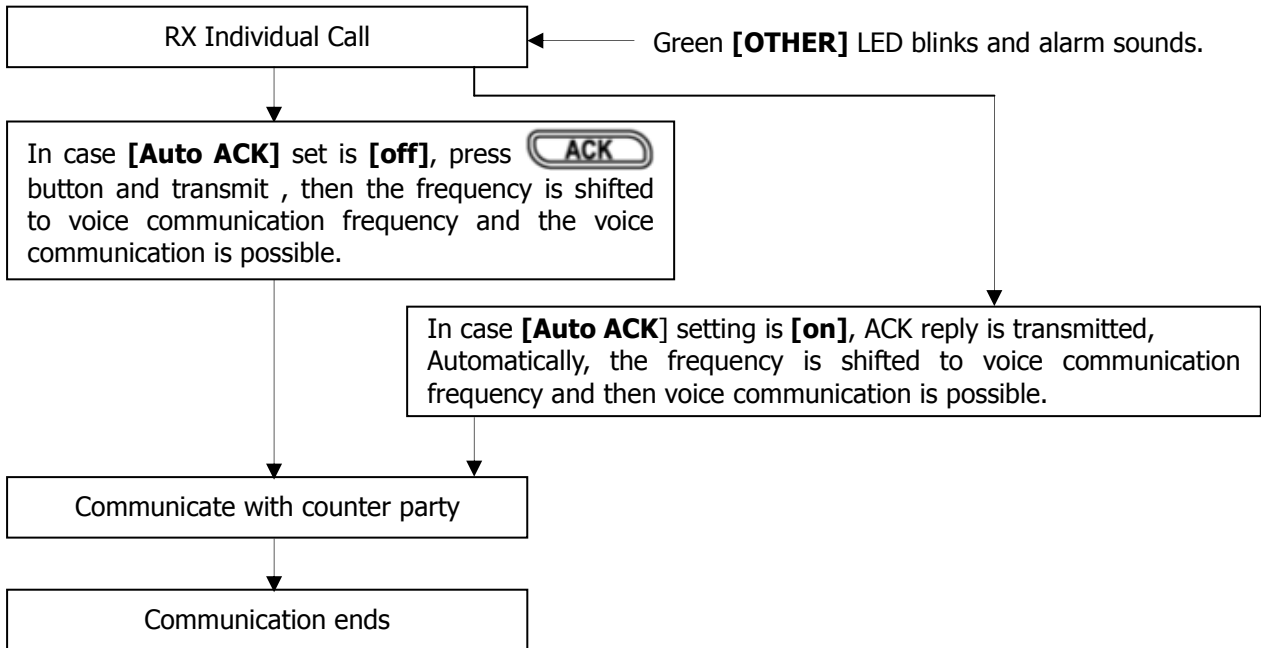 RX Individual Call
Green [OTHER] LED blinks and alarm sounds.
In case [Auto ACK] set is [off], press ACK
button and transmit , then the frequency is shifted
to voice communication frequency and the voice
communication is possible.
In case [Auto ACK] setting is [on], ACK reply is transmitted,
Automatically, the frequency is shifted to voice communication
frequency and then voice communication is possible.
Communicate with counter party
Communication ends